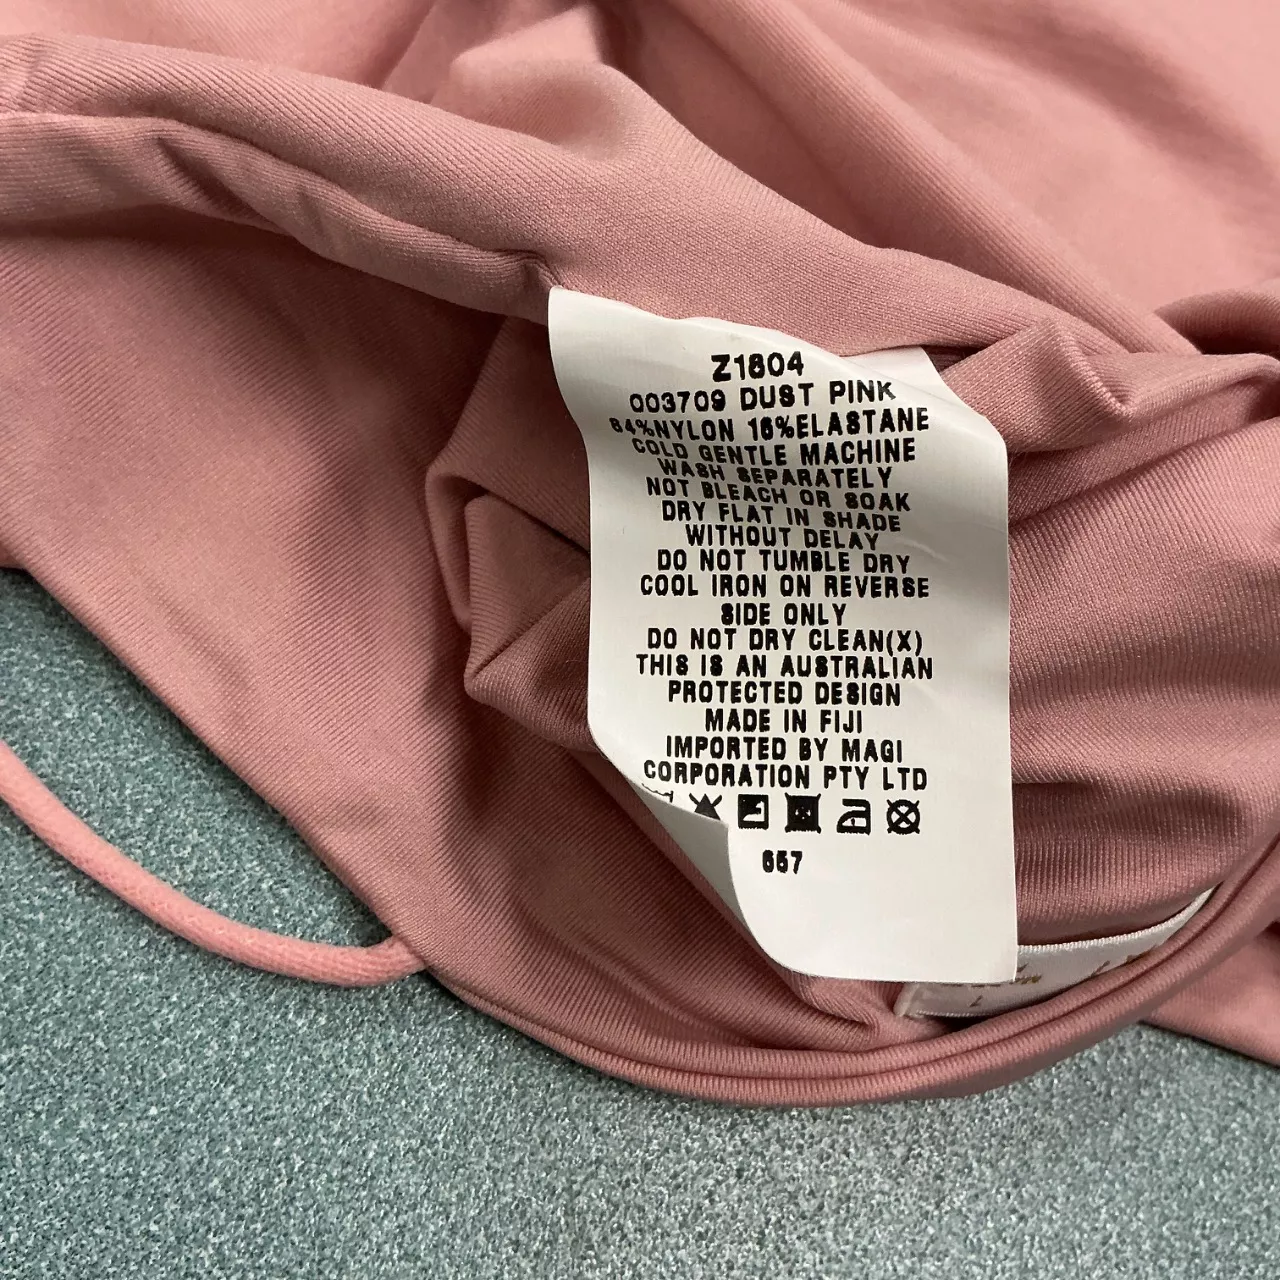 Z1804
003709 DUST PINK
84%NYLON 16%ELASTANE
COLD GENTLE MACHINE
WASH SEPARATELY
NOT BLEACH OR SOAK
DRY FLAT IN SHADE
WITHOUT DELAY
DO NOT TUMBLE DRY
COOL IRON ON REVERSE
SIDE ONLY
DO NOT DRY CLEAN(X)
THIS IS AN AUSTRALIAN
PROTECTED DESIGN
MADE IN FIJI
IMPORTED BY MAGI
CORPORATION PTY LTD
657
L